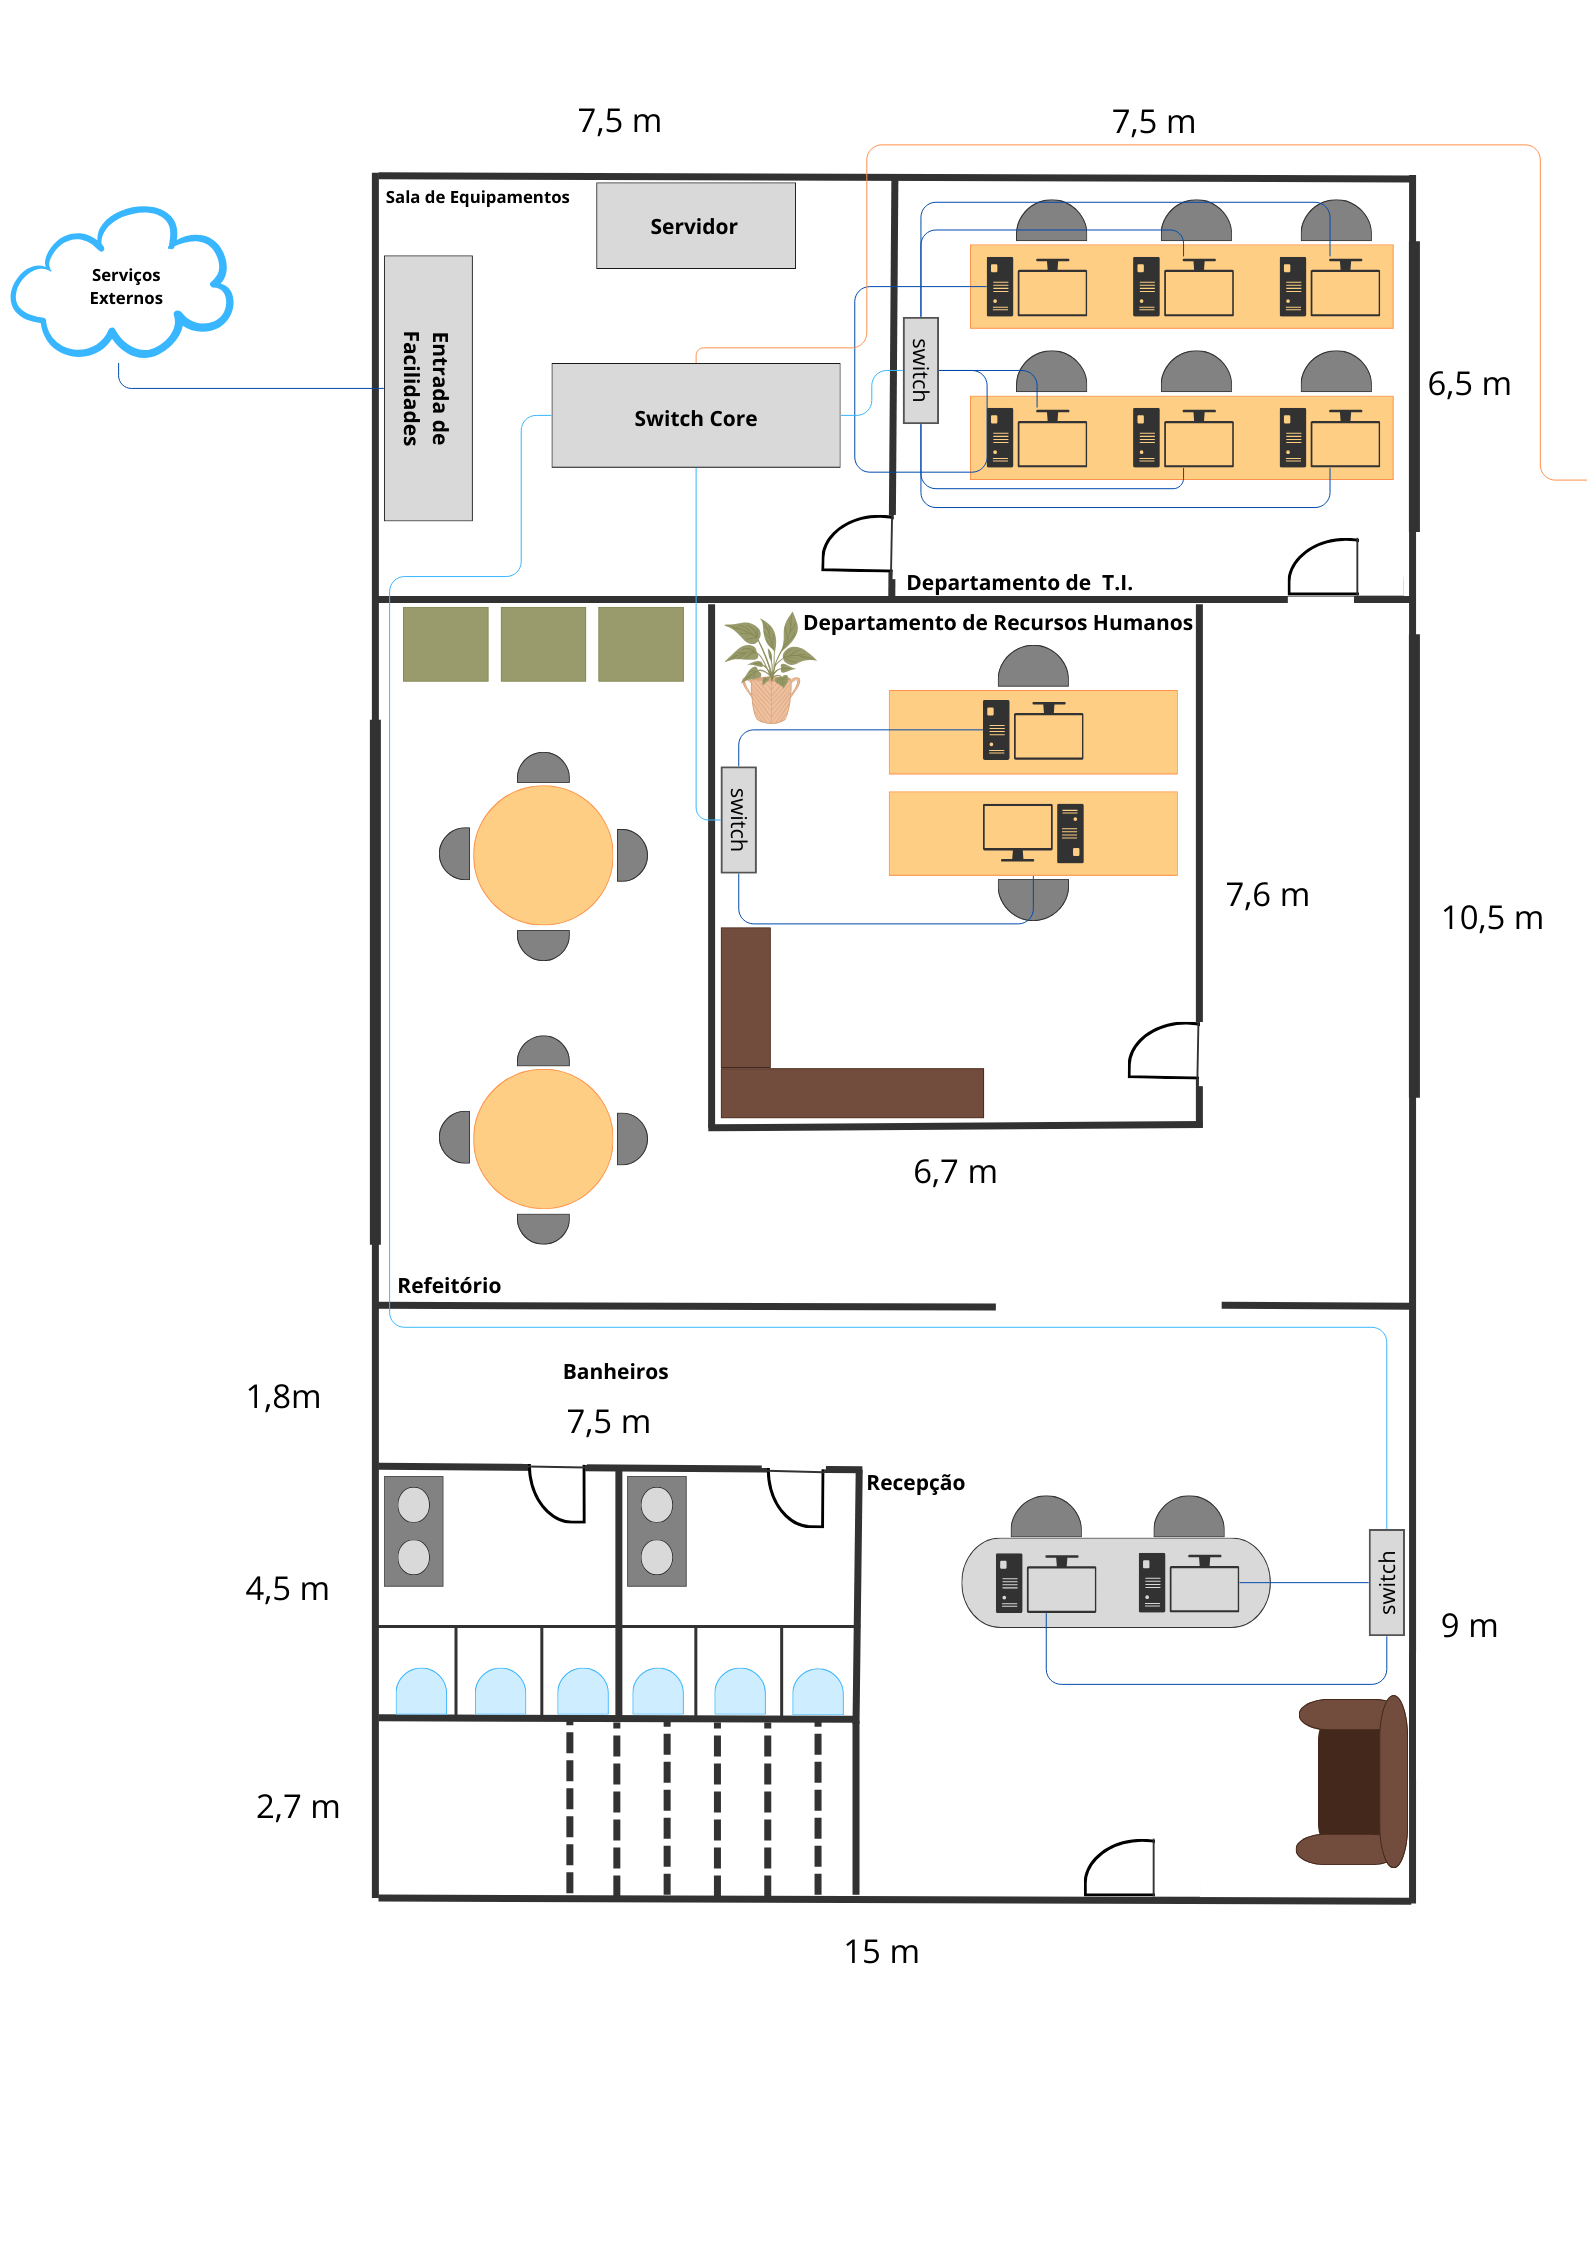 7,5 m
7,5 m
Sala de Equipamentos
Servidor
Serviços
Externos
Entrada de
Facilidades
Switch Core
switch
6,5 m
Departamento de T.I.
Departamento de Recursos Humanos
switch
7,6 m
10,5 m
6,7 m
Refeitório
Banheiros
1,8m
7,5 m
Recepção
4,5 m
switch
9 m
2,7 m
15 m